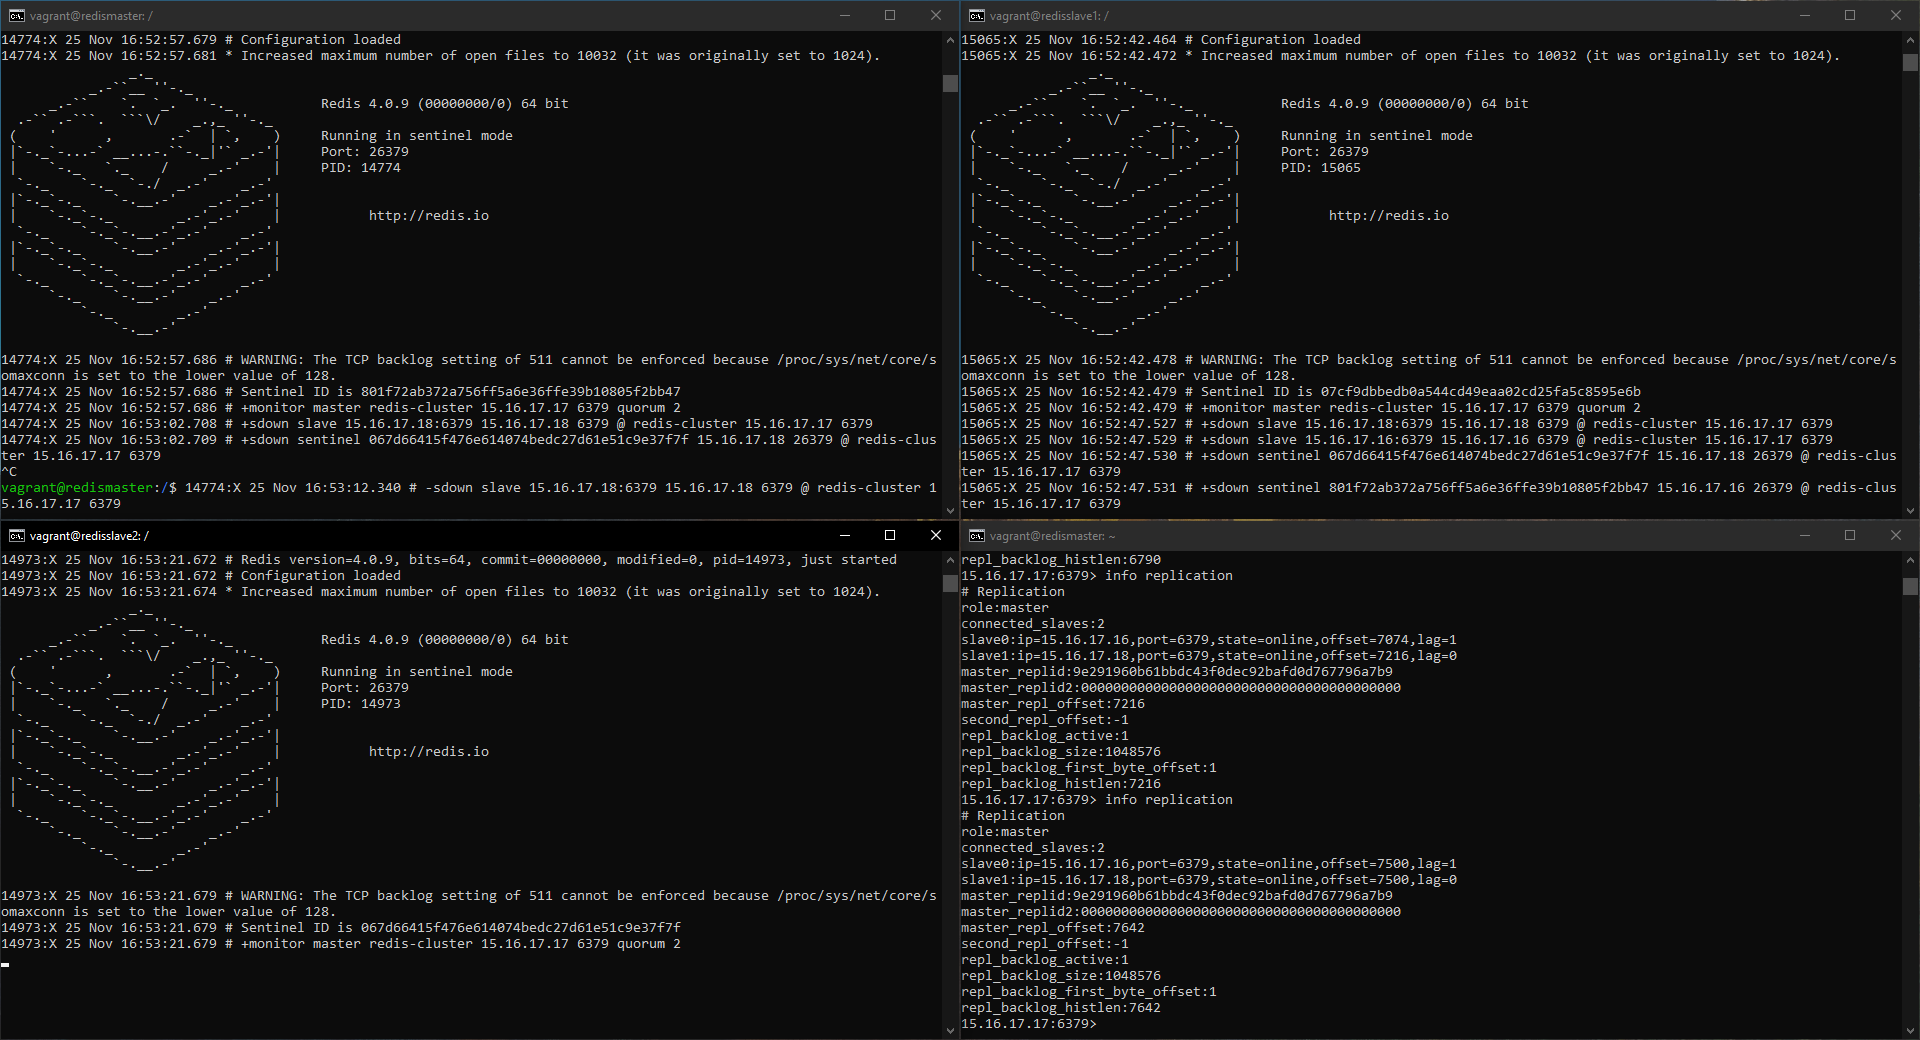 vagrant@redismaster: /
14774:X 25 Nov 16:52:57.679 # Configuration loaded
14774:X 25 Nov 16:52:57.681 * Increased maximum number of open files to 10032 (it was originally set to 1024).
Redis 4.0.9 (00000000/0) 64 bit
Running in sentinel mode
Port: 26379
PID: 14774
http://redis.io
14774:X 25 Nov 16:52:57.686 # WARNING: The TCP backlog setting of 511 cannot be enforced because /proc/sys/net/core/s
omaxconn is set to the lower value of 128.
14774:X 25 Nov 16:52:57.686 # Sentinel ID is 801f72ab372a756ff5a6e36ffe39b10805f2bb47
14774:X 25 Nov 16:52:57.686 # +monitor master redis-cluster 15.16.17.17 6379 quorum 2
14774:X 25 Nov 16:53:02.708 # +sdown slave 15.16.17.18:6379 15.16.17.18 6379 @ redis-cluster 15.16.17.17 6379
14774:X 25 Nov 16:53:02.709 # +sdown sentinel 067d66415f476e614074bedc27d61e51c9e37f7f 15.16.17.18 26379 @ redis-clus
ter 15.16.17.17 6379
^C
vagrant@redismaster:/$ 14774:X 25 Nov 16:53:12.340 # -sdown slave 15.16.17.18:6379 15.16.17.18 6379 @ redis-cluster 1
5.16.17.17 6379
vagrant@redisslave1: /
15065:X 25 Nov 16:52:42.464 # Configuration loaded
15065:X 25 Nov 16:52:42.472 * Increased maximum number of open files to 10032 (it was originally set to 1024).
Redis 4.0.9 (00000000/0) 64 bit
Running in sentinel mode
Port: 26379
PID: 15065
http://redis.io
15065:X 25 Nov 16:52:42.478 # WARNING: The TCP backlog setting of 511 cannot be enforced because /proc/sys/net/core/s
omaxconn is set to the lower value of 128.
15065:X 25 Nov 16:52:42.479 # Sentinel ID is 07cf9dbbedb0a544cd49eaa02cd25fa5c8595e6b
15065:X 25 Nov 16:52:42.479 # +monitor master redis-cluster 15.16.17.17 6379 quorum 2
15065:X 25 Nov 16:52:47.527 # +sdown slave 15.16.17.18:6379 15.16.17.18 6379 @ redis-cluster 15.16.17.17 6379
15065:X 25 Nov 16:52:47.529 # +sdown slave 15.16.17.16:6379 15.16.17.16 6379 @ redis-cluster 15.16.17.17 6379
15065:X 25 Nov 16:52:47.530 # +sdown sentinel 067d66415f476e614074bedc27d61e51c9e37f7f 15.16.17.18 26379 @ redis-clus
ter 15.16.17.17 6379
15065:X 25 Nov 16:52:47.531 # +sdown sentinel 801f72ab372a756ff5a6e36ffe39b10805f2bb47 15.16.17.16 26379 @ redis-clus
ter 15.16.17.17 6379
vagrant@redisslave2: /
14973:X 25 Nov 16:53:21.672 # Redis version=4.0.9, bits=64, commit=00000000, modified=0, pid=14973, just started
14973:X 25 Nov 16:53:21.672 # Configuration loaded
14973:X 25 Nov 16:53:21.674 * Increased maximum number of open files to 10032 (it was originally set to 1024).
Redis 4.0.9 (00000000/0) 64 bit
Running in sentinel mode
Port: 26379
PID: 14973
http://redis.io
14973:X 25 Nov 16:53:21.679 # WARNING: The TCP backlog setting of 511 cannot be enforced because /proc/sys/net/core/s
omaxconn is set to the lower value of 128.
14973:X 25 Nov 16:53:21.679 # Sentinel ID is 067d66415f476e614074bedc27d61e51c9e37f7f
14973:X 25 Nov 16:53:21.679 # +monitor master redis-cluster 15.16.17.17 6379 quorum 2
vagrant@redismaster: ~
repl_backlog_histlen:6790
15.16.17.17:6379> info replication
# Replication
role:master
connected_slaves:2
slave0:ip=15.16.17.16,port=6379,state=online,offset=7074,lag=1
slave1:ip=15.16.17.18,port=6379,state=online,offset=7216,lag=0
master_replid:9e291960b61bbdc43f0dec92bafd0d767796a7b9
master_replid2:0000000000000000000000000000000000000000
master_repl_offset:7216
second_repl_offset:-1
repl_backlog_active:1
repl_backlog_size:1048576
repl_backlog_first_byte_offset:1
repl_backlog_histlen:7216
15.16.17.17:6379> info replication
# Replication
role:master
connected_slaves:2
slave0:ip=15.16.17.16,port=6379,state=online,offset=7500,lag=1
slave1:ip=15.16.17.18,port=6379,state=online,offset=7500,lag=0
master_replid:9e291960b61bbdc43f0dec92bafd0d767796a7b9
master_replid2:0000000000000000000000000000000000000000
master_repl_offset:7642
second_repl_offset:-1
repl_backlog_active:1
repl_backlog_size:1048576
repl_backlog_first_byte_offset:1
repl_backlog_histlen:7642
15.16.17.17:6379>